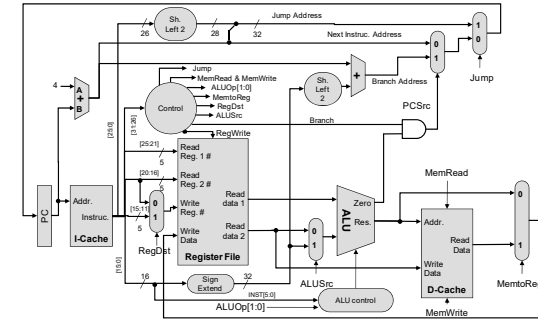 Sh.
Left 2
26
28
32
Jump Address
Next Instruc. Address
1
0
0
1
4
A
+
B
Jump
MemRead & MemWrite
ALUOp[1:0]
MemtoReg
RegDst
ALUSrc
Control
Sh.
Left
2
+
Branch Address
Jump
PCSrc
Branch
[25:0]
[31:26]
RegWrite
[25:21]
5
Read
Reg. 1 #
[20:16]
5
Read
Reg. 2 #
PC
Addr.
Instruc.
I-Cache
[15:11]
5
0
1
Write
Reg. #
Write
Data
Read
data 1
Read
data 2
Register File
RegDst
ALU
Zero
Res.
0
1
MemRead
Addr.
Read
Data
Write
Data
D-Cache
0
1
[15:0]
16
Sign
Extend
32
ALUSrc
INST[5:0]
ALU control
ALUOp[1:0]
MemWrite
MemtoReg